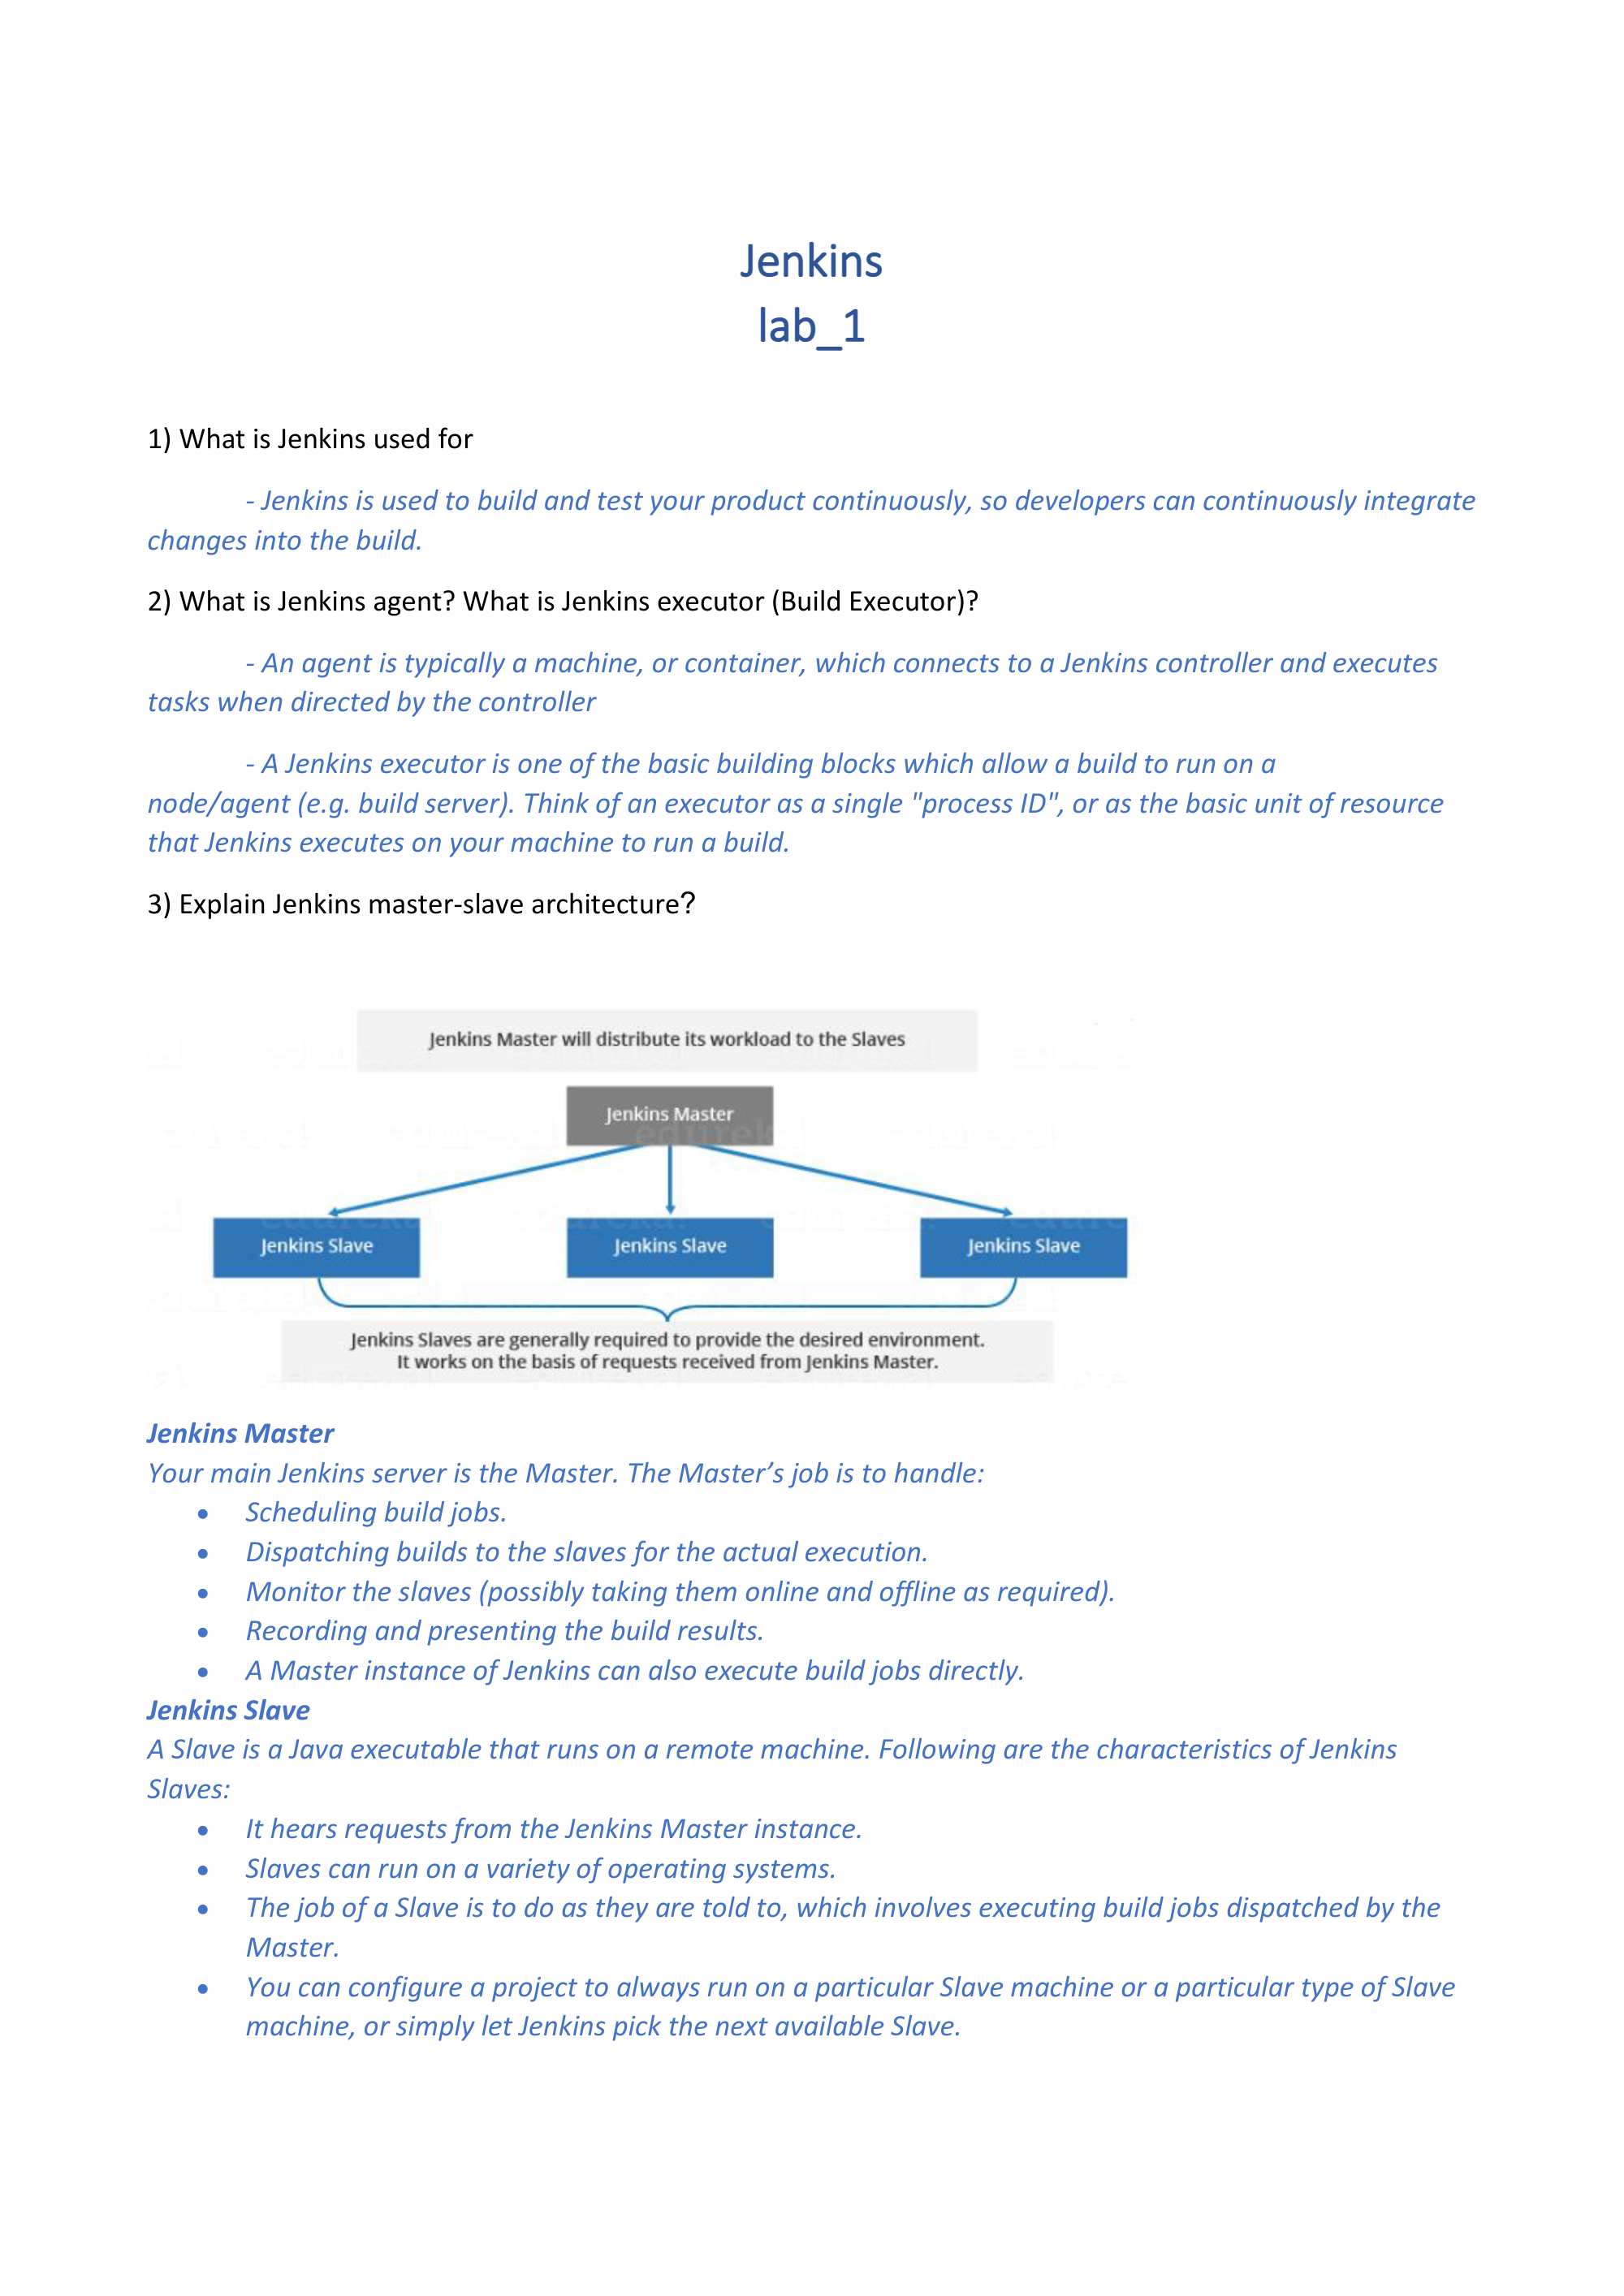 Jenkins
lab_1
1) What is Jenkins used for
- Jenkins is used to build and test your product continuously, so developers can continuously integrate
changes into the build.
2) What is Jenkins agent? What is Jenkins executor (Build Executor)?
- An agent is typically a machine, or container, which connects to a Jenkins controller and executes
tasks when directed by the controller
- A Jenkins executor is one of the basic building blocks which allow a build to run on a
node/agent (e.g. build server). Think of an executor as a single "process ID", or as the basic unit of resource
that Jenkins executes on your machine to run a build.
3) Explain Jenkins master-slave architecture?
Jenkins Master will distribute its workload to the Slaves
Jenkins Master
Jenkins Slave
Jenkins Slave
Jenkins Slave
Jenkins Slaves are generally required to provide the desired environment.
It works on the basis of requests received from Jenkins Master.
Jenkins Master
Your main Jenkins server is the Master. The Master’s job is to handle:
• Scheduling build jobs.
• Dispatching builds to the slaves for the actual execution.
• Monitor the slaves (possibly taking them online and offline as required).
• Recording and presenting the build results.
• A Master instance of Jenkins can also execute build jobs directly.
Jenkins Slave
A Slave is a Java executable that runs on a remote machine. Following are the characteristics of Jenkins
Slaves:
• It hears requests from the Jenkins Master instance.
• Slaves can run on a variety of operating systems.
• The job of a Slave is to do as they are told to, which involves executing build jobs dispatched by the
Master.
• You can configure a project to always run on a particular Slave machine or a particular type of Slave
machine, or simply let Jenkins pick the next available Slave.